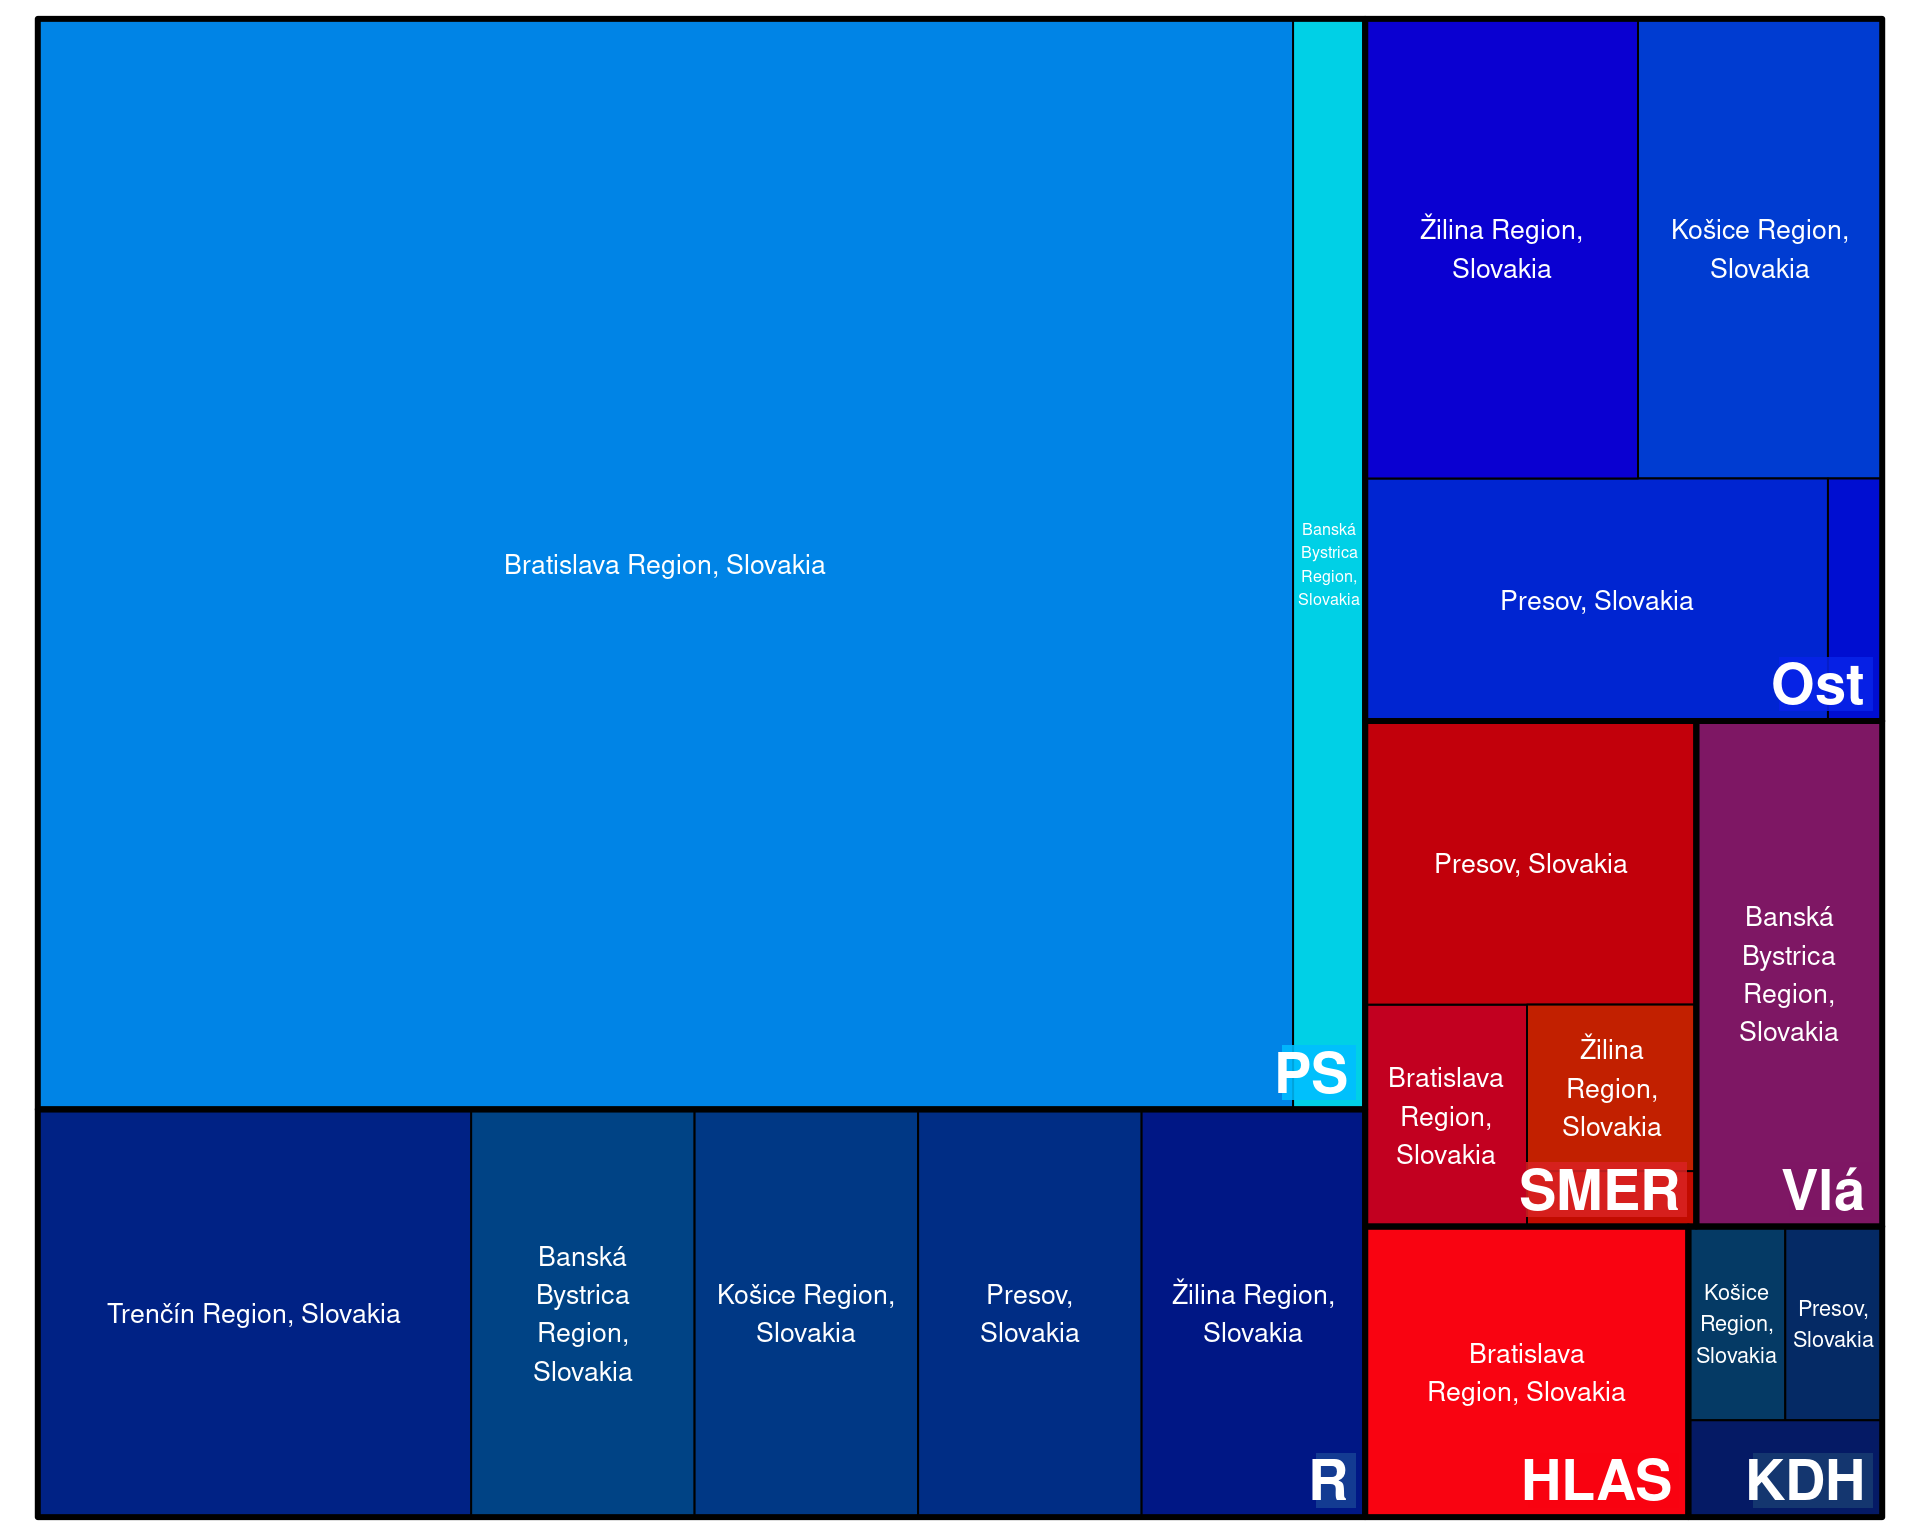 Bratislava Region, Slovakia
Banská
Bystrica
Region,
Slovakia
PS
Žilina Region,
Slovakia
Košice Region,
Slovakia
Presov, Slovakia
Ost
Presov, Slovakia
Bratislava
Region,
Slovakia
Žilina
Region,
Slovakia
SMER
Banská
Bystrica
Region,
Slovakia
Vlá
Trenčín Region, Slovakia
Banská
Bystrica
Region,
Slovakia
Košice Region,
Slovakia
Presov,
Slovakia
Žilina Region,
Slovakia
R
Bratislava
Region, Slovakia
HLAS
Košice
Region,
Slovakia
Presov,
Slovakia
KDH